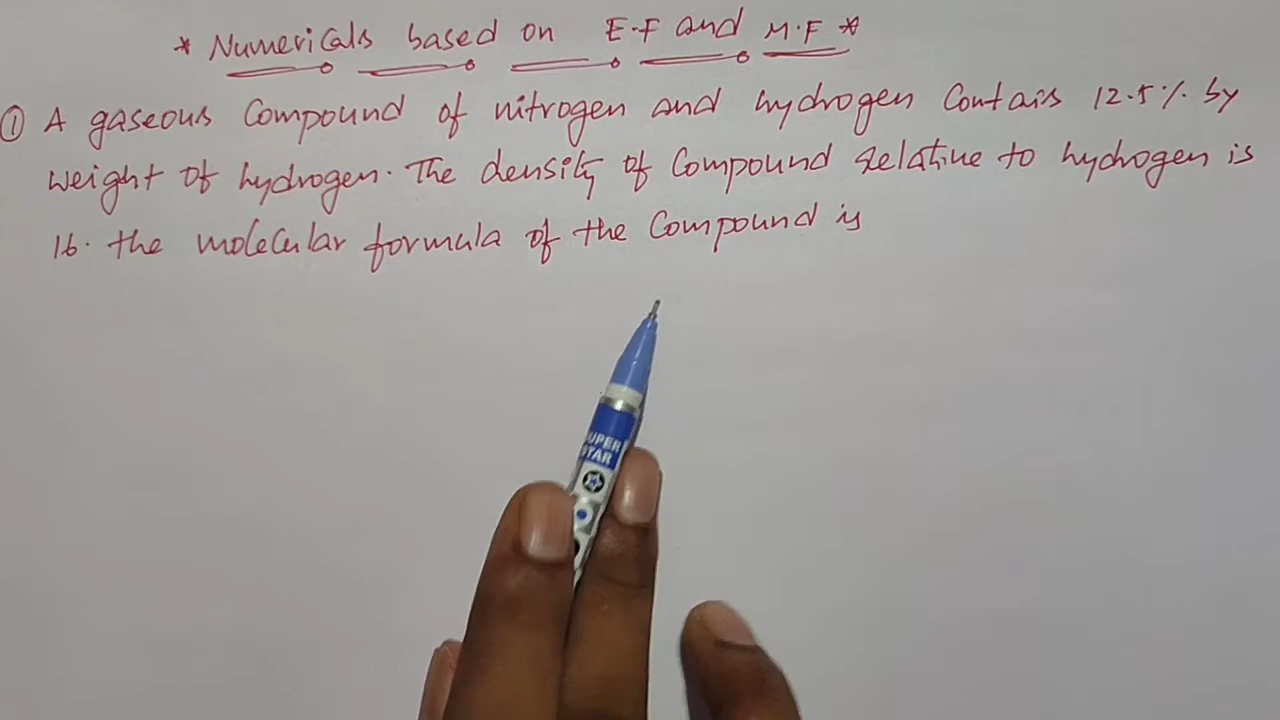 * Numericals based on E.F and M.F *
① A gaseous Compound of nitrogen and hydrogen Contais 12.5% by
weight of hydrogen. The density of Compound relative to hydrogen is
16. the molecular formula of the Compound is
SUPER
STAR